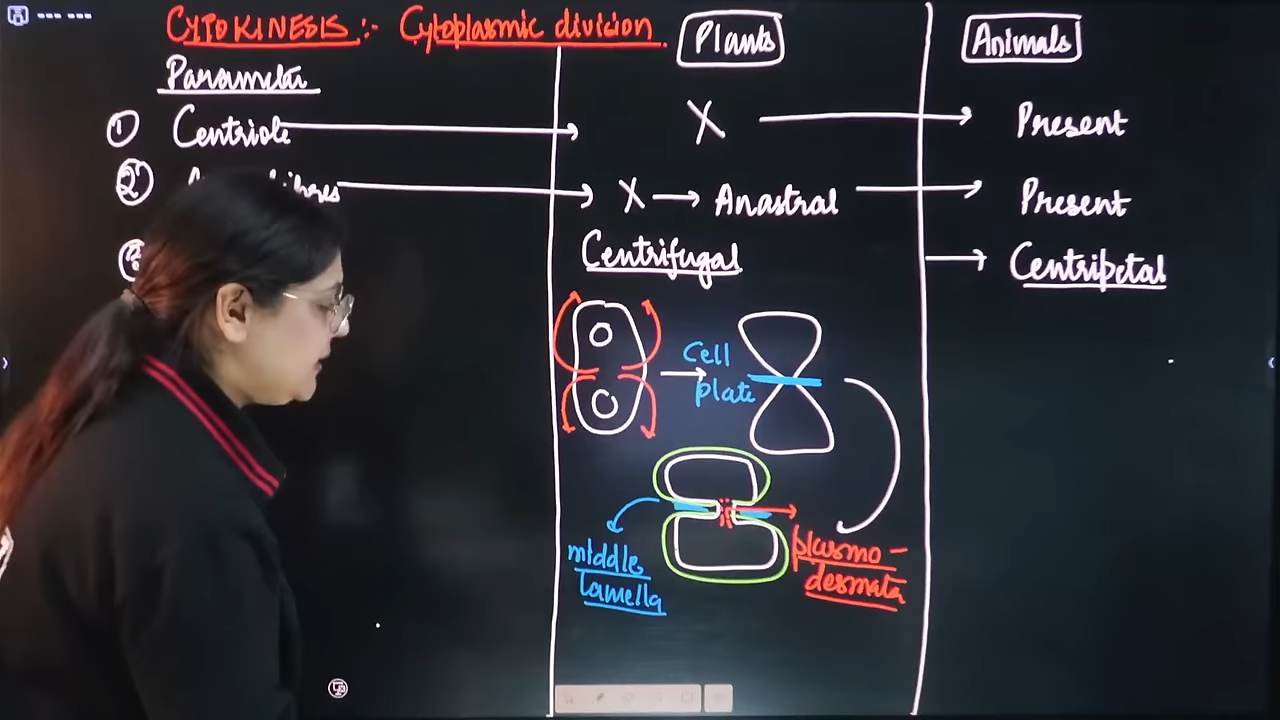 CYTOKINESIS :- Cytoplasmic division
Plants
Animals
Parameter
① Centriole → X → Present
② → X → Anastral → Present
③ Centrifugal → Centripetal
Cell
plate
middle
lamella
plasmo-
desmata